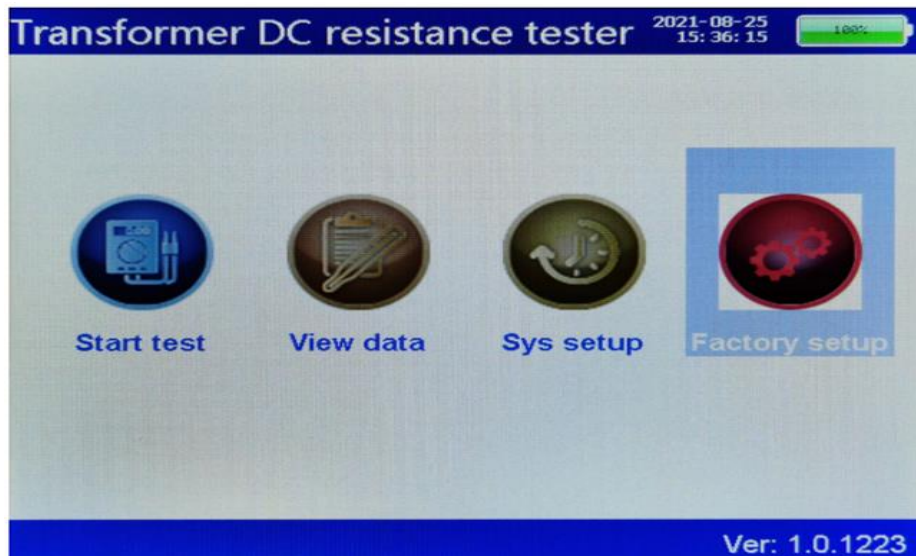 Transformer DC resistance tester
2021-08-25
15:36:15
100%
Start test
View data
Sys setup
Factory setup
Ver: 1.0.1223